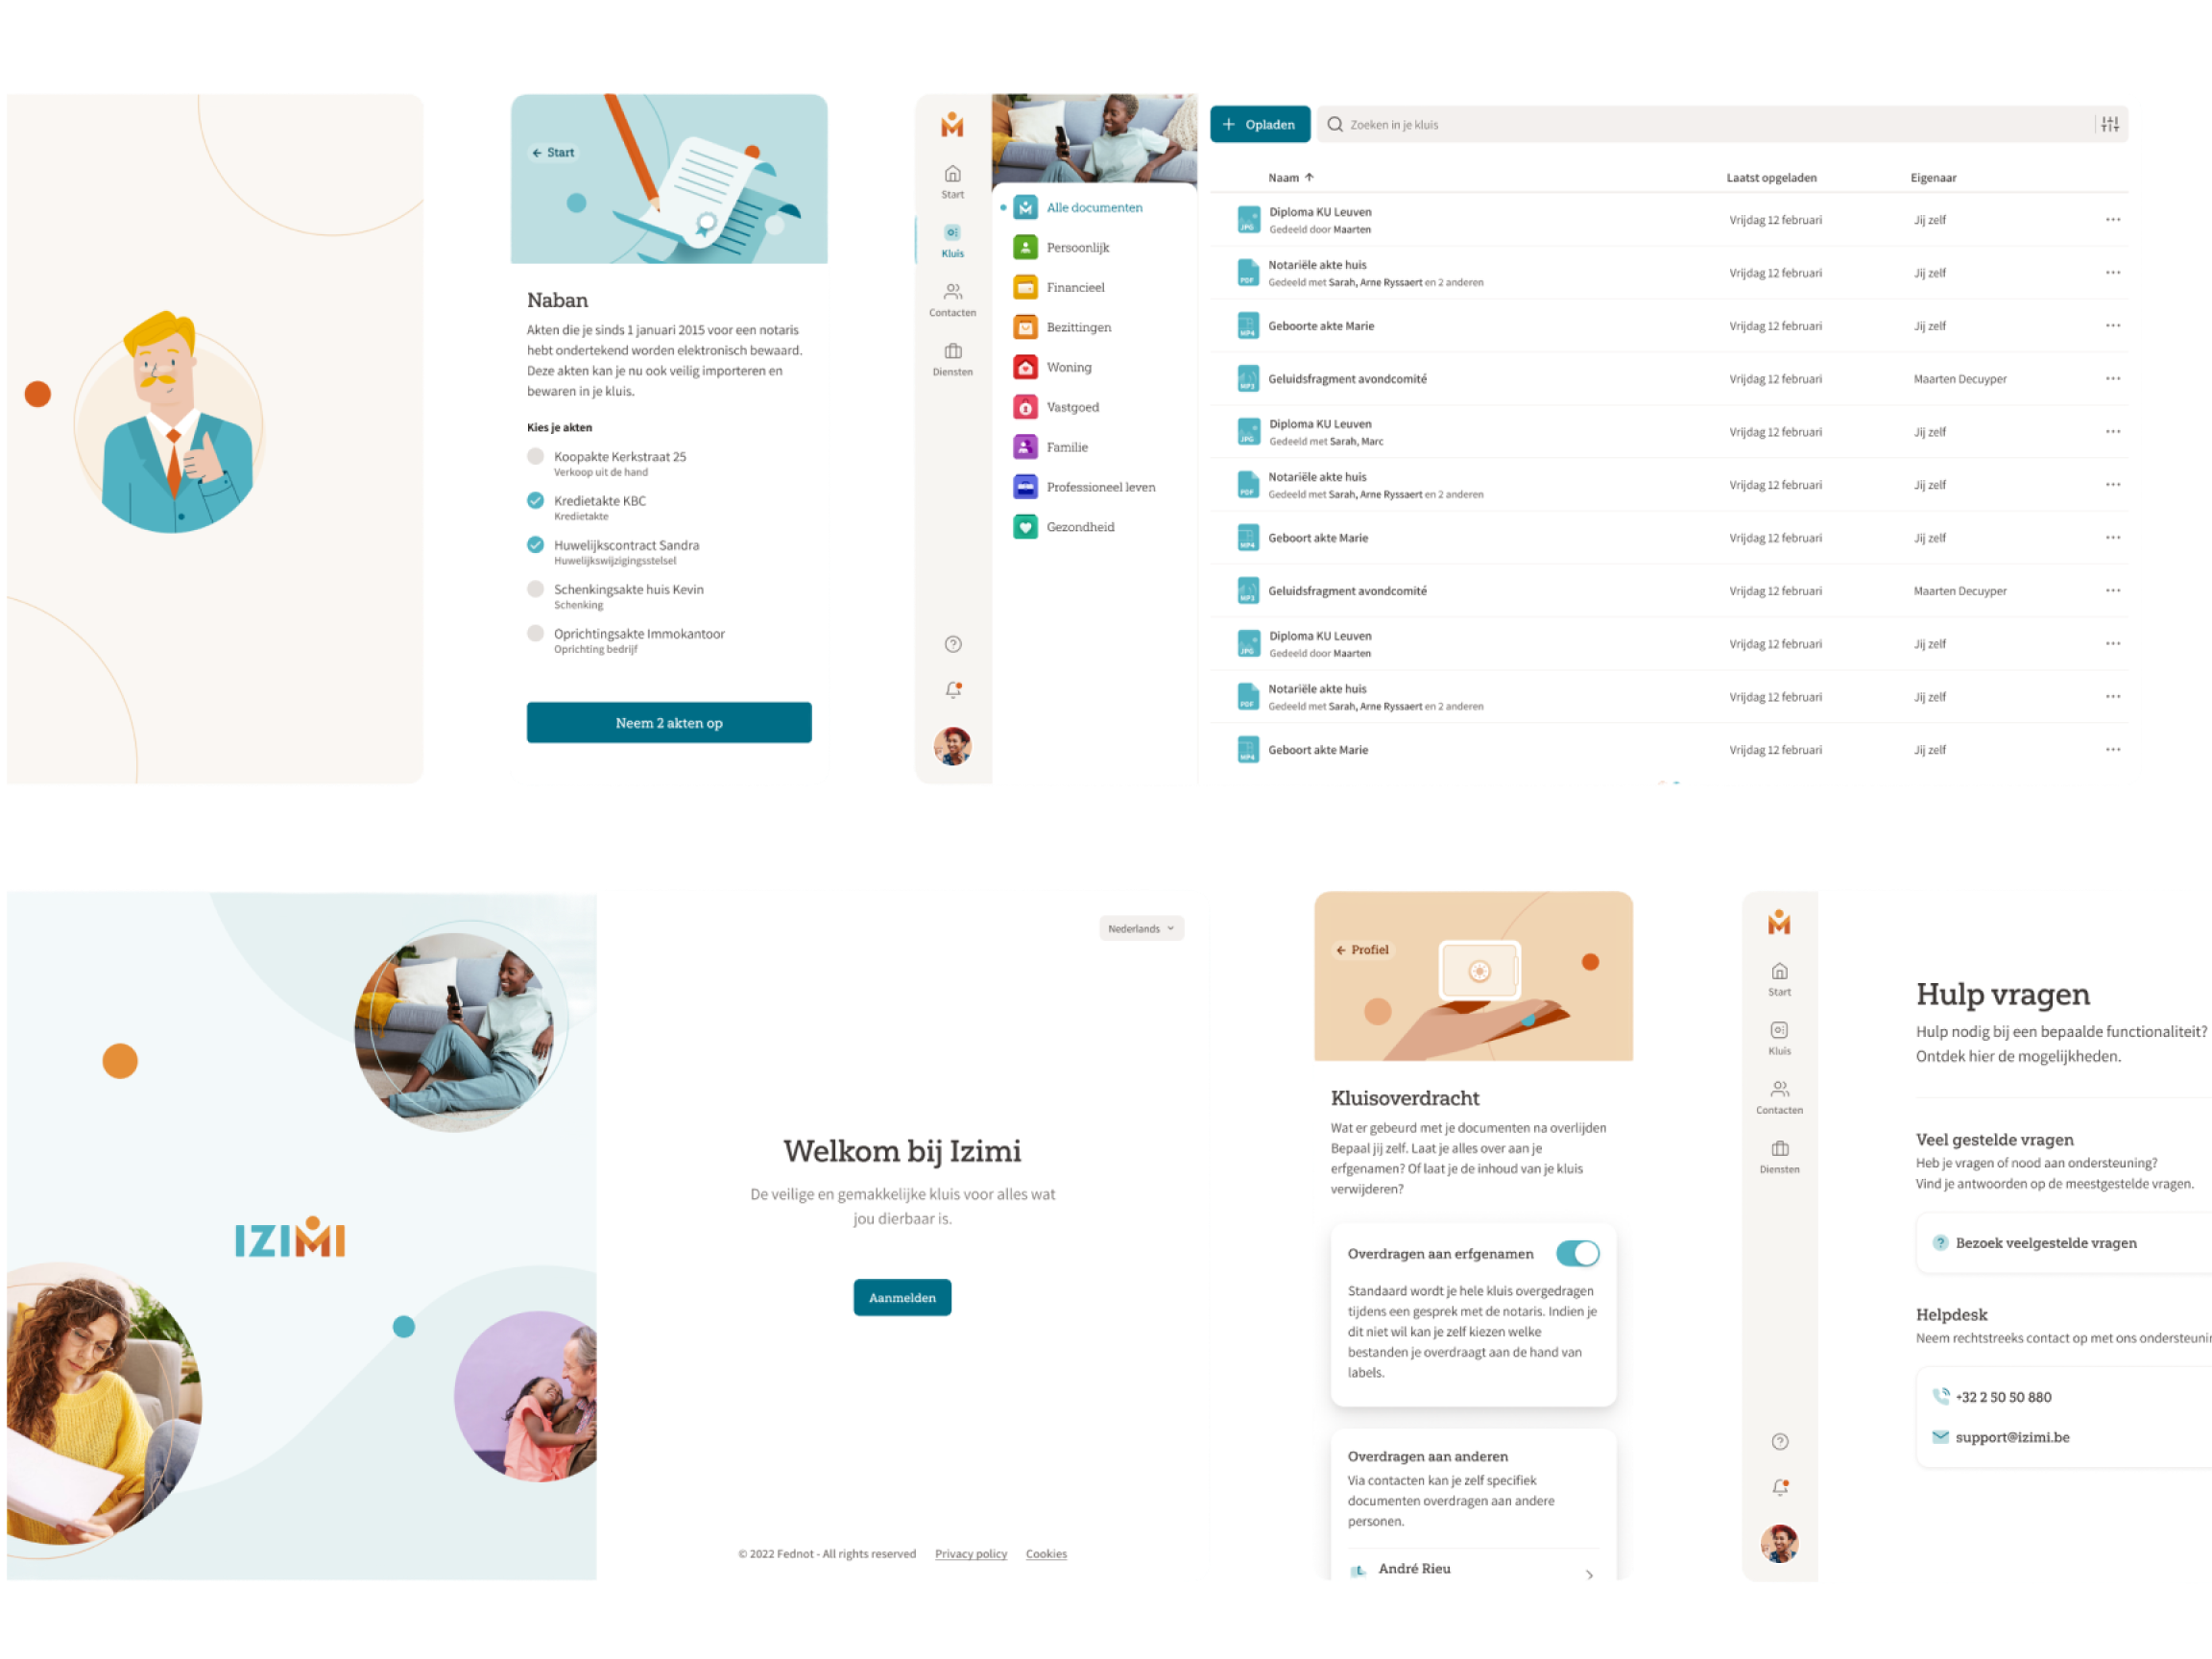 ← Start
Naban
Akten die je sinds 1 januari 2015 voor een notaris
hebt ondertekend worden elektronisch bewaard.
Deze akten kan je nu ook veilig importeren en
bewaren in je kluis.
Kies je akten
Koopakte Kerkstraat 25
Verkoop uit de hand
Kredietakte KBC
Kredietakte
Huwelijkscontract Sandra
Huwelijkswijzigingsstelsel
Schenkingsakte huis Kevin
Schenking
Oprichtingsakte Immokantoor
Oprichting bedrijf
Neem 2 akten op
Start
Kluis
Contacten
Diensten
Alle documenten
Persoonlijk
Financieel
Bezittingen
Woning
Vastgoed
Familie
Professioneel leven
Gezondheid
+ Opladen
Zoeken in je kluis
Naam ↑ Laatst opgeladen Eigenaar
JPG Diploma KU Leuven Vrijdag 12 februari Jij zelf
Gedeeld door Maarten
PDF Notariële akte huis Vrijdag 12 februari Jij zelf
Gedeeld met Sarah, Arne Ryssaert en 2 anderen
MP4 Geboorte akte Marie Vrijdag 12 februari Jij zelf
MP3 Geluidsfragment avondcomité Vrijdag 12 februari Maarten Decuyper
JPG Diploma KU Leuven Vrijdag 12 februari Jij zelf
Gedeeld met Sarah, Marc
PDF Notariële akte huis Vrijdag 12 februari Jij zelf
Gedeeld met Sarah, Arne Ryssaert en 2 anderen
MP4 Geboort akte Marie Vrijdag 12 februari Jij zelf
MP3 Geluidsfragment avondcomité Vrijdag 12 februari Maarten Decuyper
JPG Diploma KU Leuven Vrijdag 12 februari Jij zelf
Gedeeld door Maarten
PDF Notariële akte huis Vrijdag 12 februari Jij zelf
Gedeeld met Sarah, Arne Ryssaert en 2 anderen
MP4 Geboort akte Marie Vrijdag 12 februari Jij zelf
IZIMI
Nederlands
Welkom bij Izimi
De veilige en gemakkelijke kluis voor alles wat
jou dierbaar is.
Aanmelden
© 2022 Fednot - All rights reserved Privacy policy Cookies
← Profiel
Kluisoverdracht
Wat er gebeurd met je documenten na overlijden
Bepaal jij zelf. Laat je alles over aan je
erfgenamen? Of laat je de inhoud van je kluis
verwijderen?
Overdragen aan erfgenamen
Standaard wordt je hele kluis overgedragen
tijdens een gesprek met de notaris. Indien je
dit niet wil kan je zelf kiezen welke
bestanden je overdraagt aan de hand van
labels.
Overdragen aan anderen
Via contacten kan je zelf specifiek
documenten overdragen aan andere
personen.
André Rieu
Start
Kluis
Contacten
Diensten
Hulp vragen
Hulp nodig bij een bepaalde functionaliteit?
Ontdek hier de mogelijkheden.
Veel gestelde vragen
Heb je vragen of nood aan ondersteuning?
Vind je antwoorden op de meestgestelde vragen.
? Bezoek veelgestelde vragen
Helpdesk
Neem rechtstreeks contact op met ons
+32 2 50 50 880
support@izimi.be